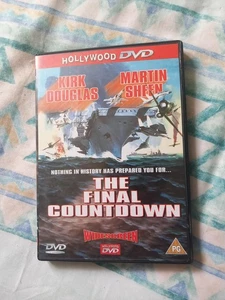 HOLLYWOOD DVD
KIRK DOUGLAS
MARTIN SHEEN
NOTHING IN HISTORY HAS PREPARED YOU FOR...
THE
FINAL
COUNTDOWN
DVD
DVD
PG